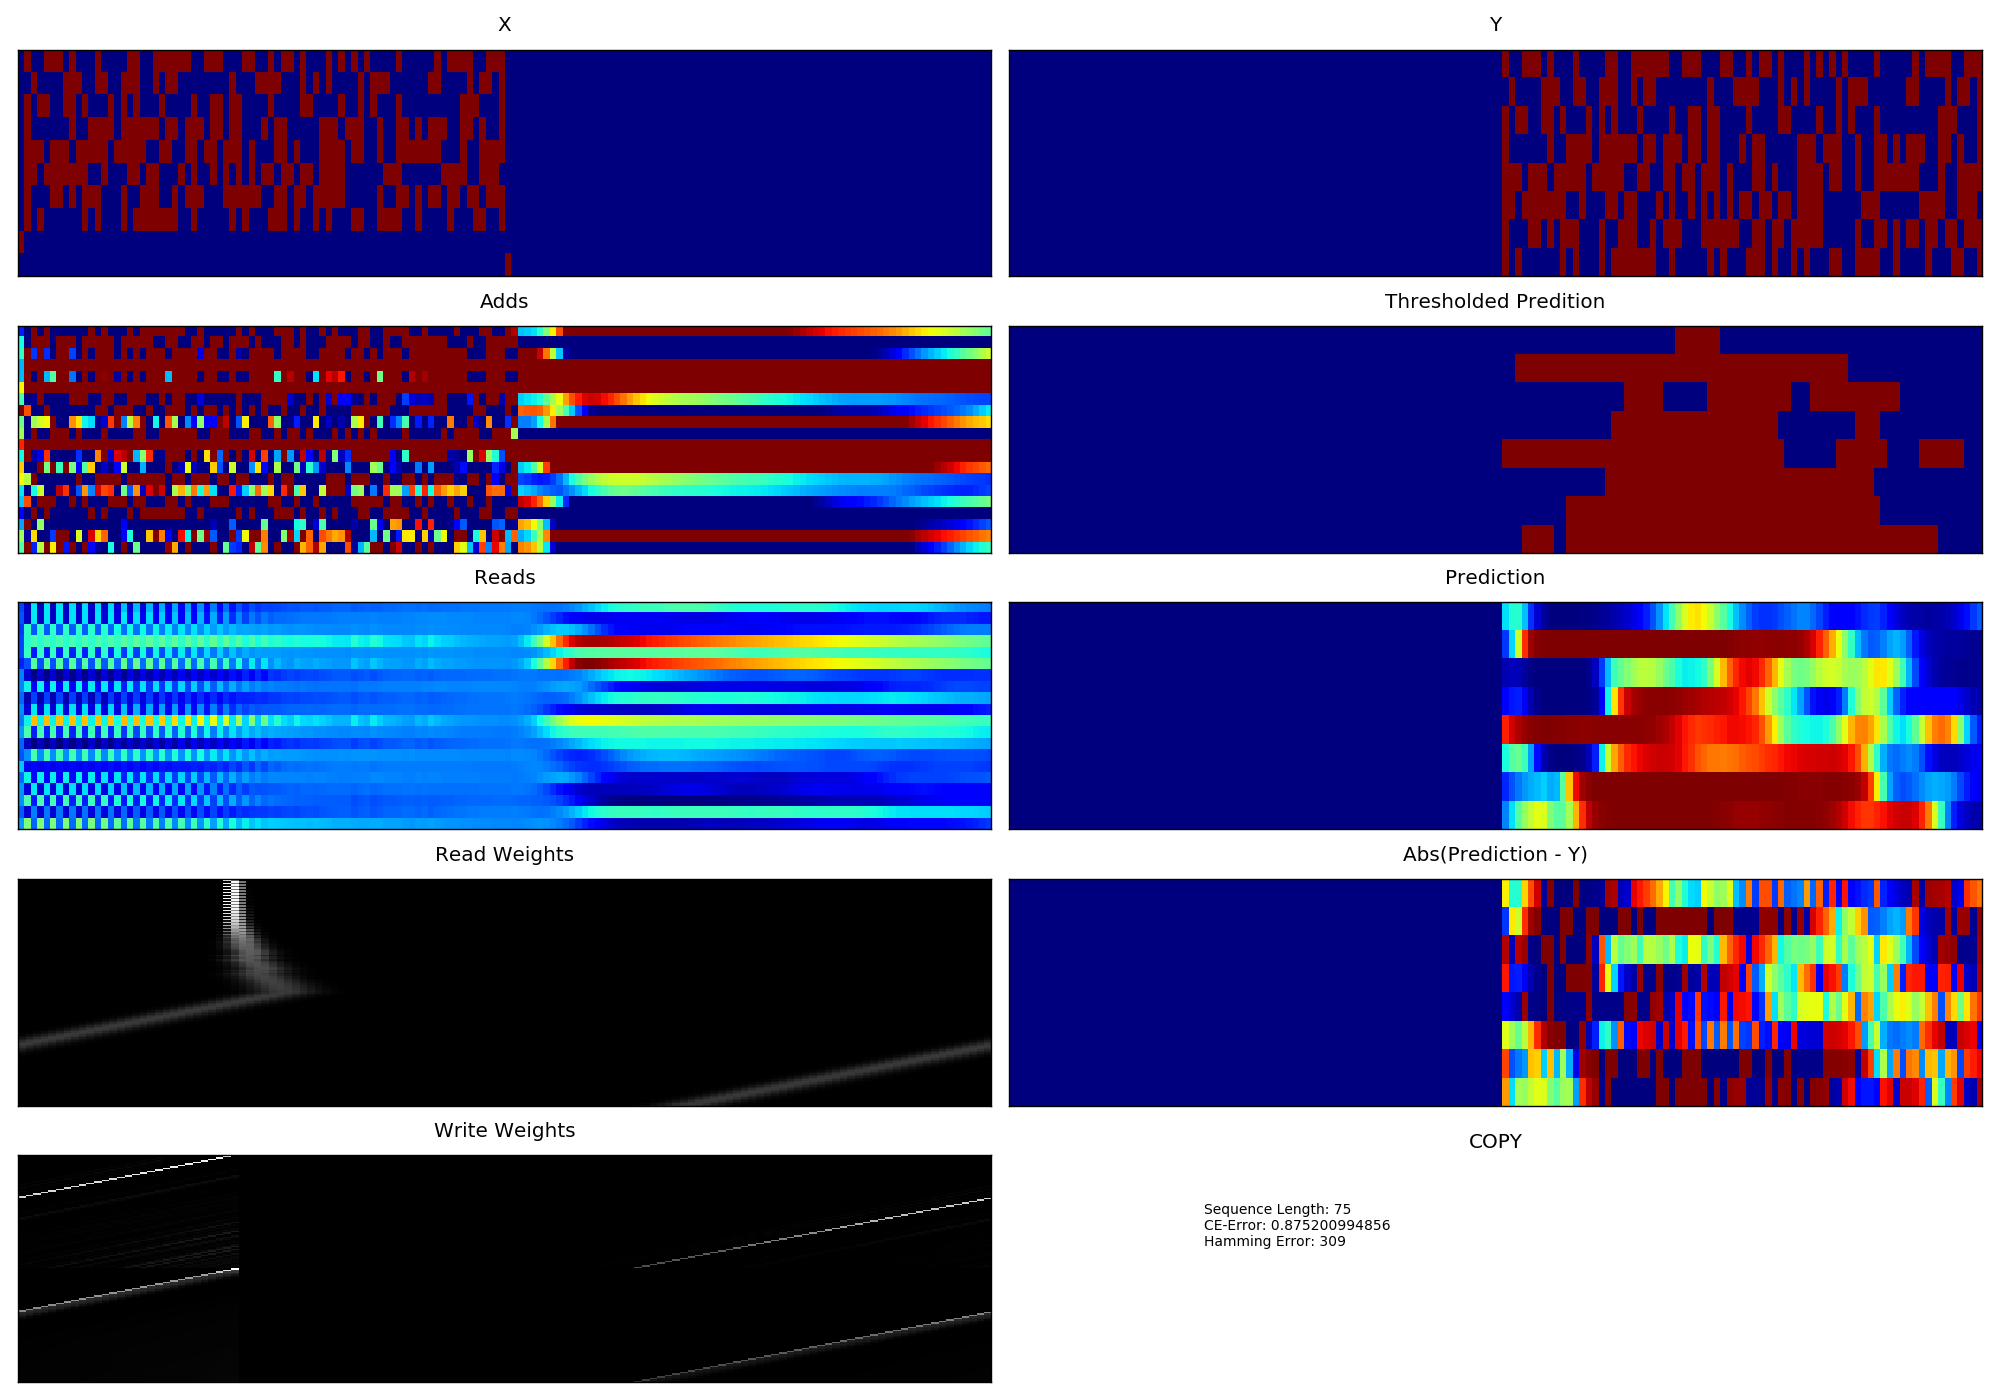 X
Y
Adds
Thresholded Predition
Reads
Prediction
Read Weights
Abs(Prediction - Y)
Write Weights
COPY
Sequence Length: 75
CE-Error: 0.875200994856
Hamming Error: 309